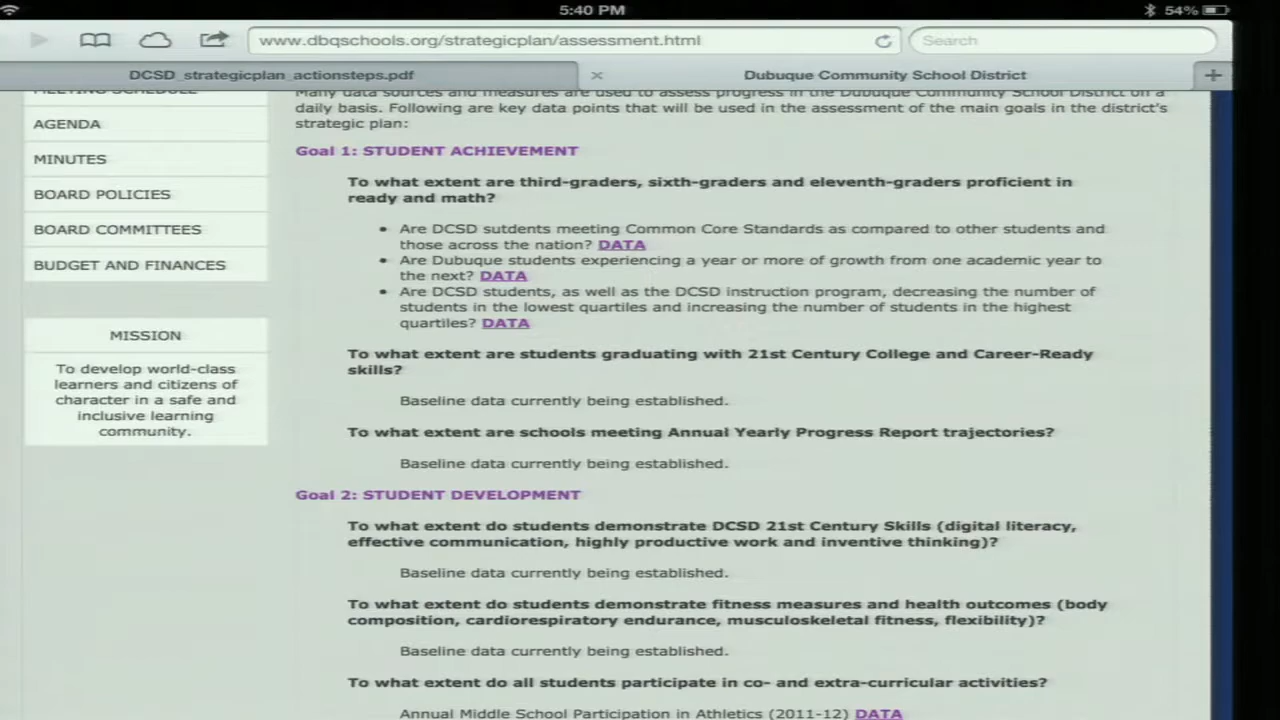 5:40 PM
54%
www.dbqschools.org/strategicplan/assessment.html
Search
DCSD_strategicplan_actionsteps.pdf
Dubuque Community School District
MEETING SCHEDULE
AGENDA
MINUTES
BOARD POLICIES
BOARD COMMITTEES
BUDGET AND FINANCES
MISSION
To develop world-class
learners and citizens of
character in a safe and
inclusive learning
community.
Many data sources and measures are used to assess progress in the Dubuque Community School District on a
daily basis. Following are key data points that will be used in the assessment of the main goals in the district's
strategic plan:
Goal 1: STUDENT ACHIEVEMENT
To what extent are third-graders, sixth-graders and eleventh-graders proficient in
ready and math?
• Are DCSD sutdents meeting Common Core Standards as compared to other students and
those across the nation? DATA
• Are Dubuque students experiencing a year or more of growth from one academic year to
the next? DATA
• Are DCSD students, as well as the DCSD instruction program, decreasing the number of
students in the lowest quartiles and increasing the number of students in the highest
quartiles? DATA
To what extent are students graduating with 21st Century College and Career-Ready
skills?
Baseline data currently being established.
To what extent are schools meeting Annual Yearly Progress Report trajectories?
Baseline data currently being established.
Goal 2: STUDENT DEVELOPMENT
To what extent do students demonstrate DCSD 21st Century Skills (digital literacy,
effective communication, highly productive work and inventive thinking)?
Baseline data currently being established.
To what extent do students demonstrate fitness measures and health outcomes (body
composition, cardiorespiratory endurance, musculoskeletal fitness, flexibility)?
Baseline data currently being established.
To what extent do all students participate in co- and extra-curricular activities?
Annual Middle School Participation in Athletics (2011-12) DATA